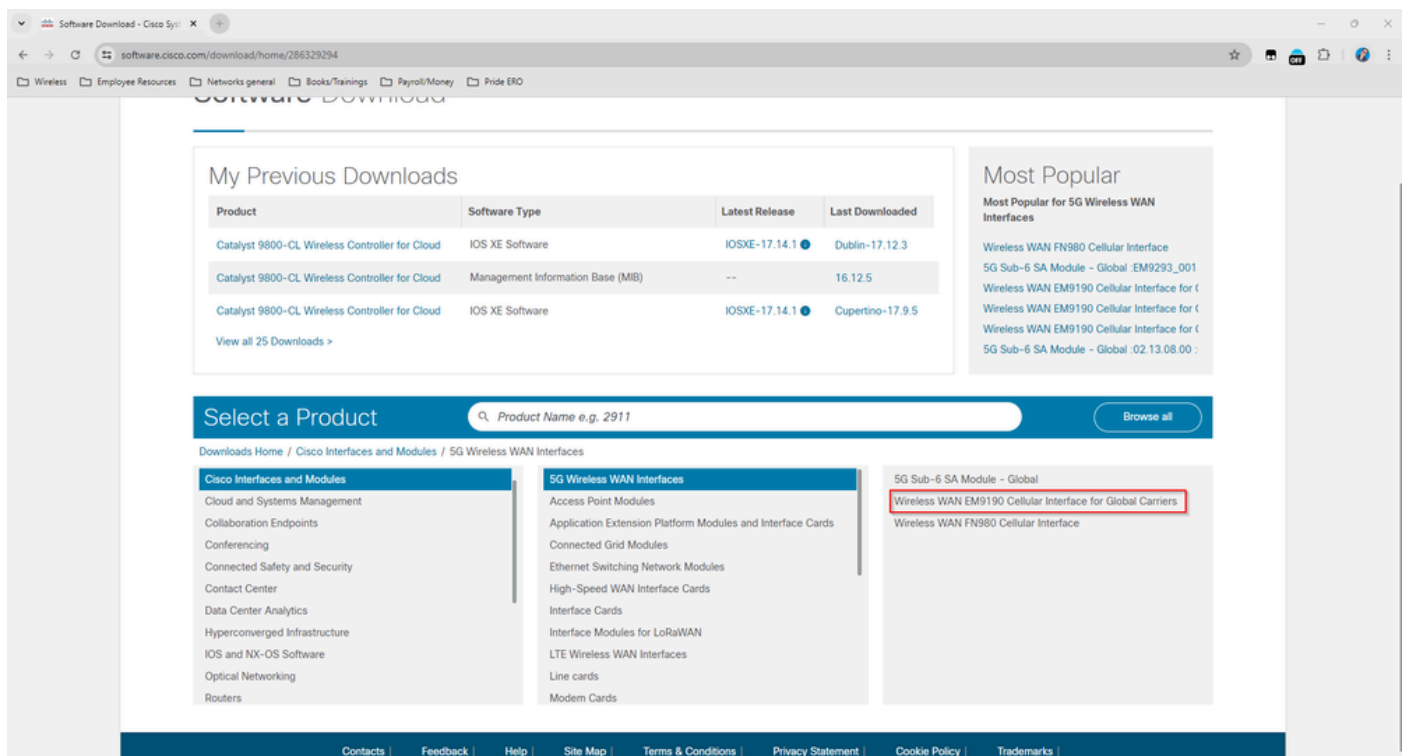 Software Download - Cisco Sys
software.cisco.com/download/home/286329294
OFF
Wireless Employee Resources Networks general Books/Trainings Payroll/Money Pride ERO
Software Download
My Previous Downloads
Product Software Type Latest Release Last Downloaded
Catalyst 9800-CL Wireless Controller for Cloud IOS XE Software IOSXE-17.14.1 Dublin-17.12.3
Catalyst 9800-CL Wireless Controller for Cloud Management Information Base (MIB) -- 16.12.5
Catalyst 9800-CL Wireless Controller for Cloud IOS XE Software IOSXE-17.14.1 Cupertino-17.9.5
View all 25 Downloads >
Most Popular
Most Popular for 5G Wireless WAN
Interfaces
Wireless WAN FN980 Cellular Interface
5G Sub-6 SA Module - Global :EM9293_001
Wireless WAN EM9190 Cellular Interface for (
Wireless WAN EM9190 Cellular Interface for (
Wireless WAN EM9190 Cellular Interface for (
5G Sub-6 SA Module - Global :02.13.08.00 :
Select a Product Product Name e.g. 2911 Browse all
Downloads Home / Cisco Interfaces and Modules / 5G Wireless WAN Interfaces
Cisco Interfaces and Modules
Cloud and Systems Management
Collaboration Endpoints
Conferencing
Connected Safety and Security
Contact Center
Data Center Analytics
Hyperconverged Infrastructure
IOS and NX-OS Software
Optical Networking
Routers
5G Wireless WAN Interfaces
Access Point Modules
Application Extension Platform Modules and Interface Cards
Connected Grid Modules
Ethernet Switching Network Modules
High-Speed WAN Interface Cards
Interface Cards
Interface Modules for LoRaWAN
LTE Wireless WAN Interfaces
Line cards
Modem Cards
5G Sub-6 SA Module - Global
Wireless WAN EM9190 Cellular Interface for Global Carriers
Wireless WAN FN980 Cellular Interface
Contacts | Feedback | Help | Site Map | Terms & Conditions | Privacy Statement | Cookie Policy | Trademarks |